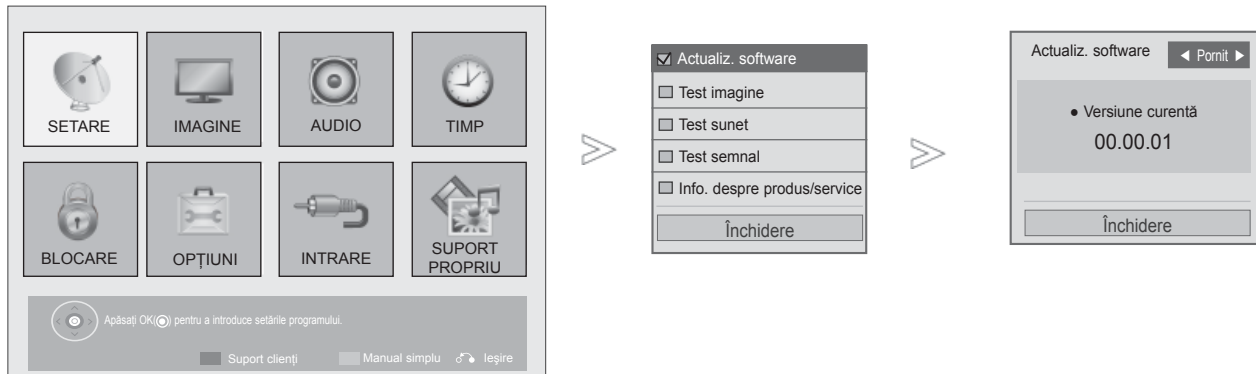 SETARE
IMAGINE
AUDIO
TIMP
BLOCARE
OPȚIUNI
INTRARE
SUPORT
PROPRIU
Apăsați OK(◉) pentru a introduce setările programului.
Suport clienți
Manual simplu
Ieşire
Actualiz. software
Test imagine
Test sunet
Test semnal
Info. despre produs/service
Închidere
Actualiz. software
◀ Pornit ▶
● Versiune curentă
00.00.01
Închidere